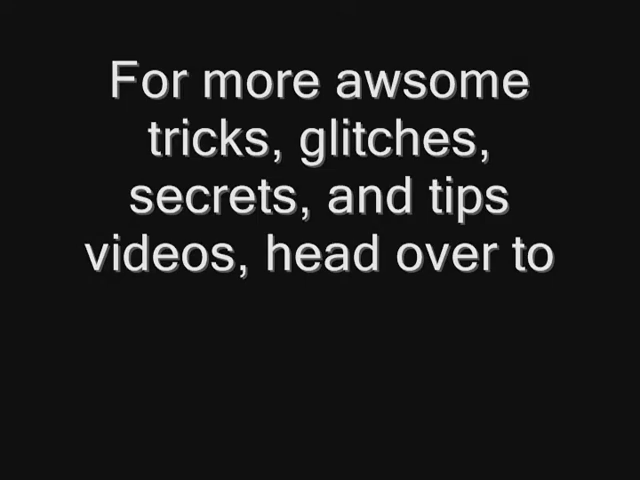 For more awsome
tricks, glitches,
secrets, and tips
videos, head over to